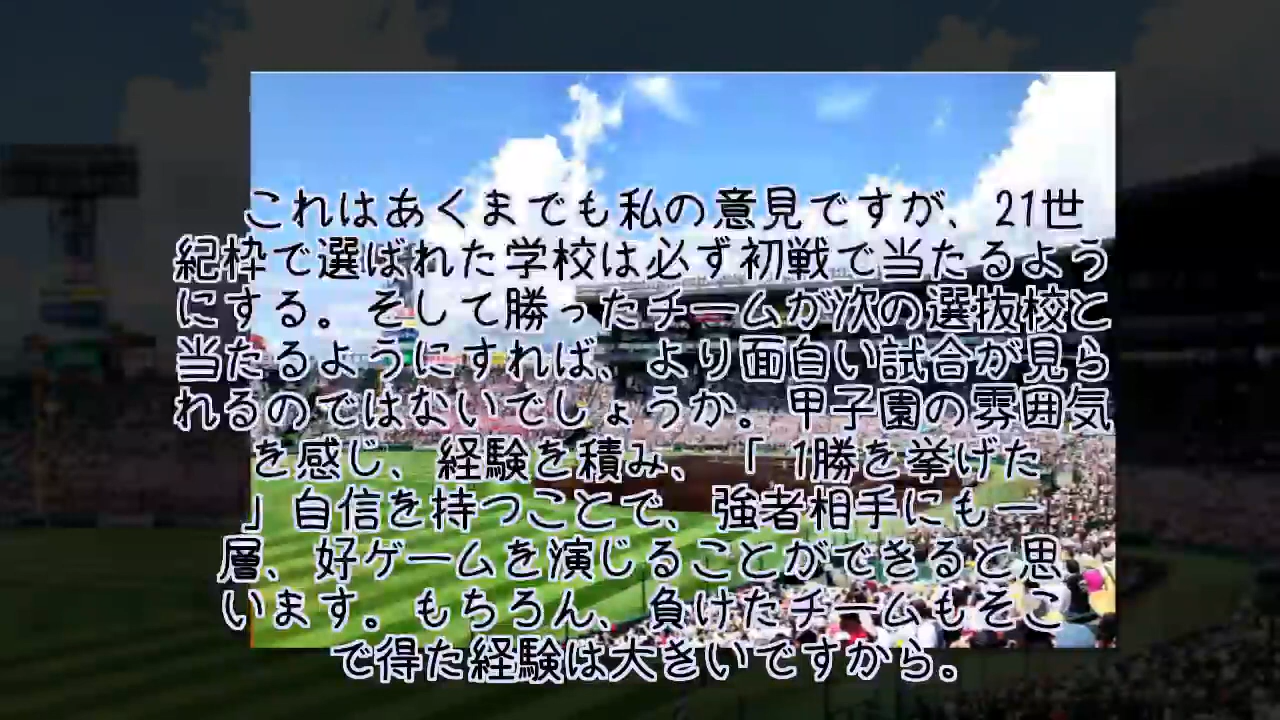 これはあくまでも私の意見ですが、21世
紀枠で選ばれた学校は必ず初戦で当たるよう
にする。そして勝ったチームが次の選抜校と
当たるようにすれば、より面白い試合が見ら
れるのではないでしょうか。甲子園の雰囲気
を感じ、経験を積み、「 1勝を挙げた
」自信を持つことで、強者相手にも一
層、好ゲームを演じることができると思
います。もちろん、負けたチームもそこ
で得た経験は大きいですから。